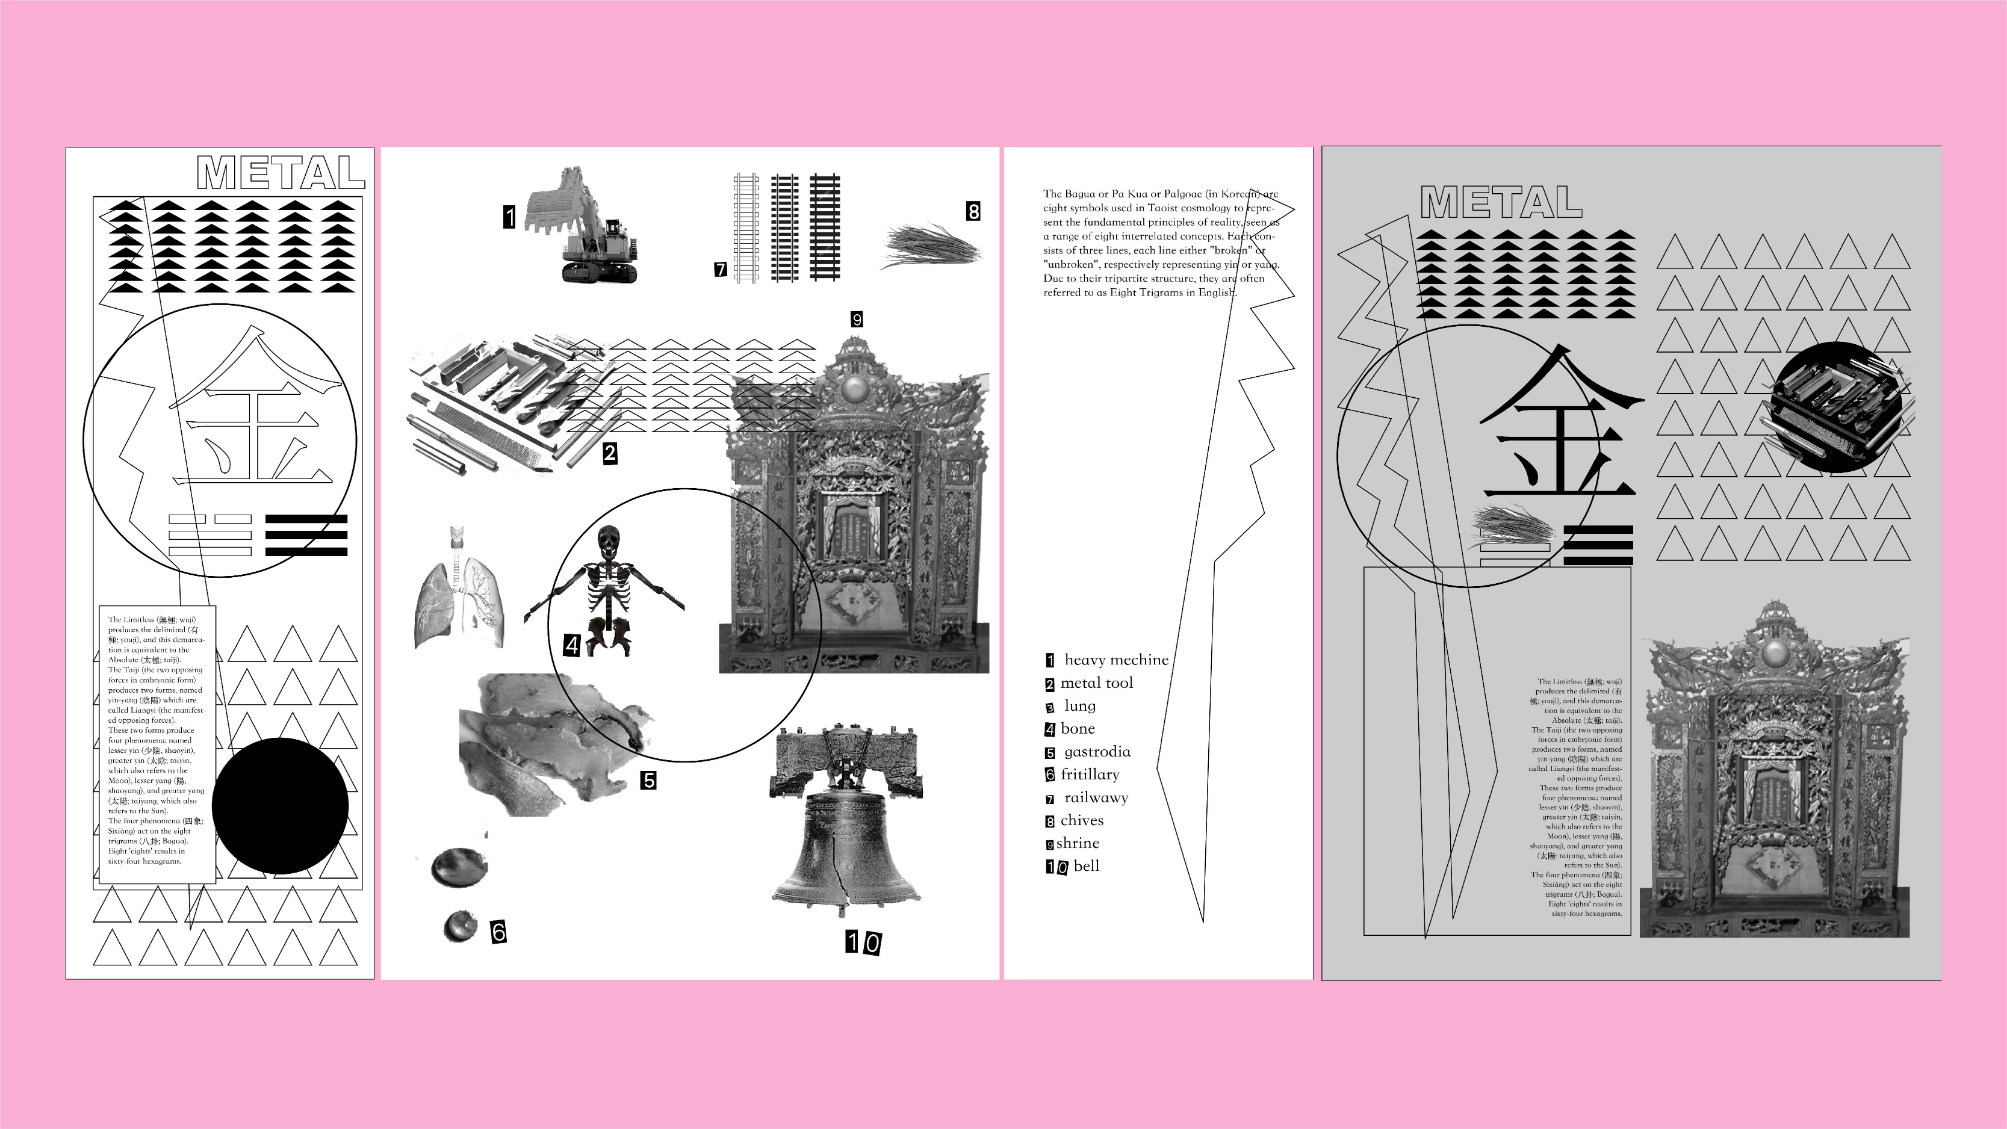 METAL
金
The Limitless (無極; wuji)
produces the delimited (有
極; youji), and this demarca-
tion is equivalent to the
Absolute (太極; taiji).
The Taiji (the two opposing
forces in embryonic form)
produces two forms, named
yin-yang (陰陽) which are
called Liangyi (the manifest-
ed opposing forces).
These two forms produce
four phenomena: named
lesser yin (少陰, shaoyin),
greater yin (太陰; taiyin,
which also refers to the
Moon), lesser yang (陽,
shaoyang), and greater yang
(太陽; taiyang, which also
refers to the Sun).
The four phenomena (四象;
Sìxiàng) act on the eight
trigrams (八卦; Bagua).
Eight 'eights' results in
sixty-four hexagrams.
1
7
8
9
2
4
5
6
10
The Bagua or Pa Kua or Palgoae (in Korean) are
eight symbols used in Taoist cosmology to repre-
sent the fundamental principles of reality, seen as
a range of eight interrelated concepts. Each con-
sists of three lines, each line either "broken" or
"unbroken", respectively representing yin or yang.
Due to their tripartite structure, they are often
referred to as Eight Trigrams in English.
1 heavy mechine
2 metal tool
3 lung
4 bone
5 gastrodia
6 fritillary
7 railwawy
8 chives
9 shrine
10 bell
METAL
金
The Limitless (無極; wuji)
produces the delimited (有
極; youji), and this demarca-
tion is equivalent to the
Absolute (太極; taiji).
The Taiji (the two opposing
forces in embryonic form)
produces two forms, named
yin-yang (陰陽) which are
called Liangyi (the manifest-
ed opposing forces).
These two forms produce
four phenomena: named
lesser yin (少陰, shaoyin),
greater yin (太陰; taiyin,
which also refers to the
Moon), lesser yang (陽,
shaoyang), and greater yang
(太陽; taiyang, which also
refers to the Sun).
The four phenomena (四象;
Sìxiàng) act on the eight
trigrams (八卦; Bagua).
Eight 'eights' results in
sixty-four hexagrams.